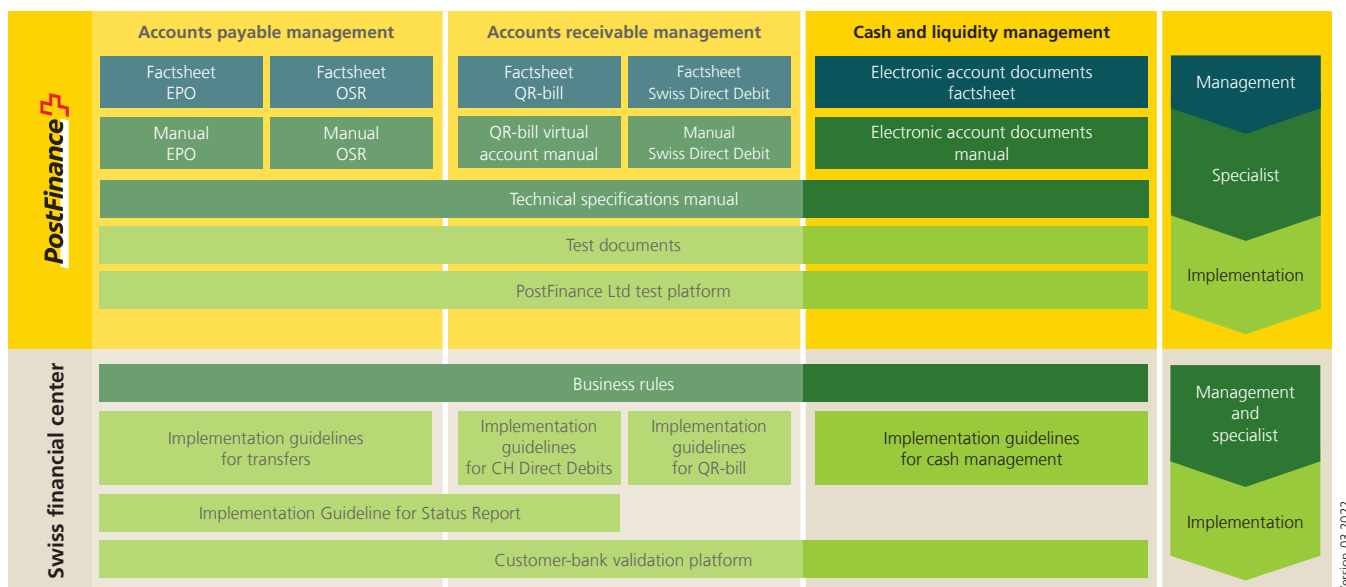 Accounts payable management
Accounts receivable management
Cash and liquidity management
PostFinance
Factsheet
EPO
Factsheet
OSR
Factsheet
QR-bill
Factsheet
Swiss Direct Debit
Electronic account documents
factsheet
Management
Manual
EPO
Manual
OSR
QR-bill virtual
account manual
Manual
Swiss Direct Debit
Electronic account documents
manual
Specialist
Technical specifications manual
Test documents
Implementation
PostFinance Ltd test platform
Swiss financial center
Business rules
Management
and
specialist
Implementation guidelines
for transfers
Implementation
guidelines
for CH Direct Debits
Implementation
guidelines
for QR-bill
Implementation guidelines
for cash management
Implementation Guideline for Status Report
Implementation
Customer-bank validation platform
Version 03.2022